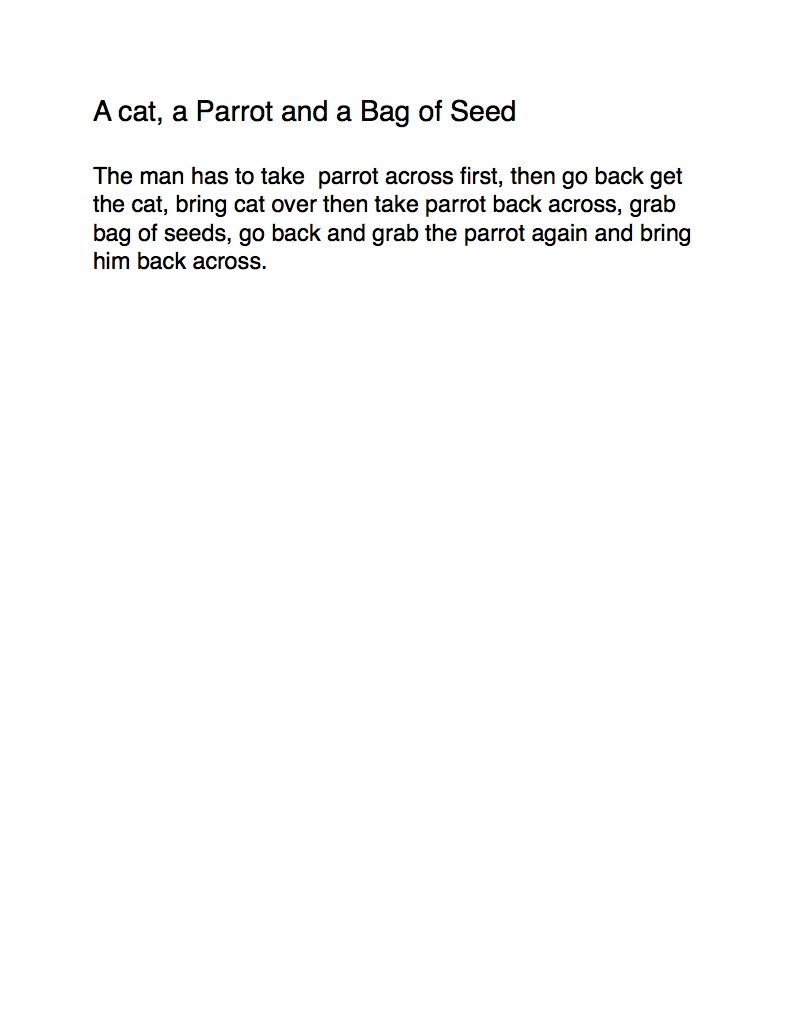 A cat, a Parrot and a Bag of Seed
The man has to take  parrot across first, then go back get
the cat, bring cat over then take parrot back across, grab
bag of seeds, go back and grab the parrot again and bring
him back across.